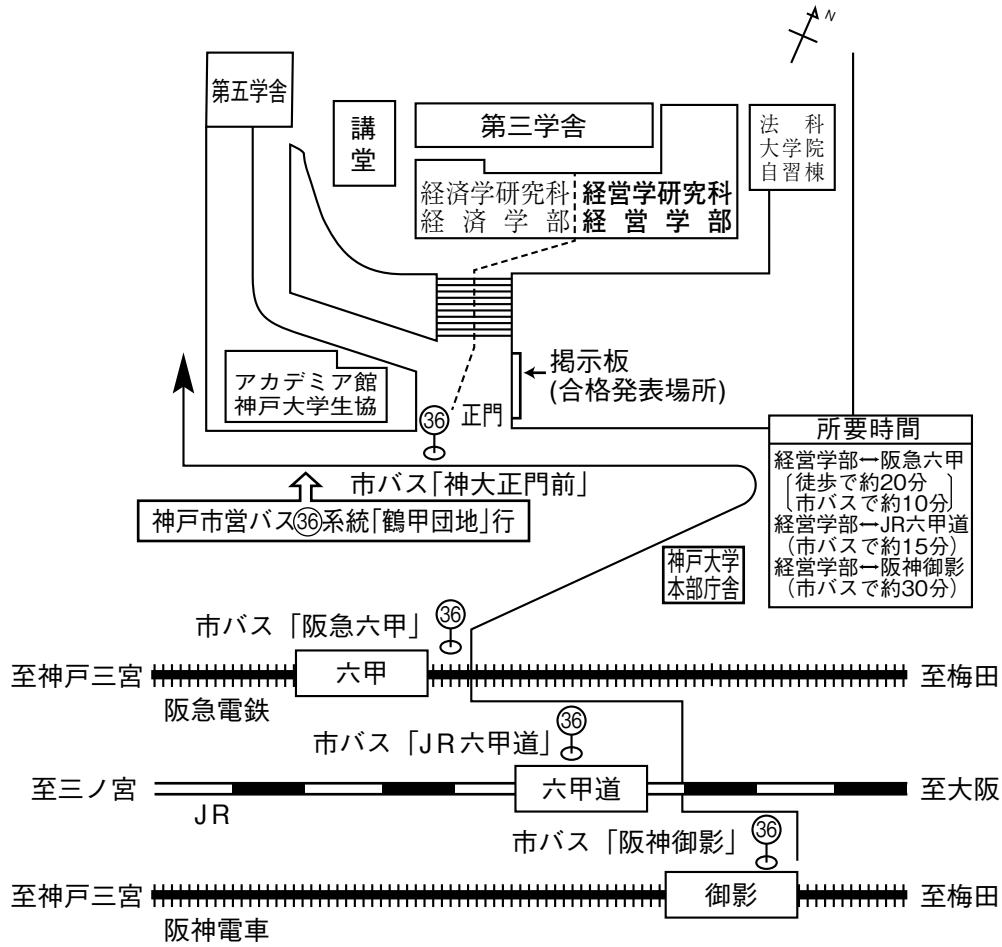 N
第五学舎
講堂
第三学舎
法科
大学院
自習棟
経済学研究科
経済学部
経営学研究科
経営学部
掲示板
(合格発表場所)
アカデミア館
神戸大学生協
36
正門
市バス「神大正門前」
神戸市営バス㊱系統「鶴甲団地」行
所要時間
経営学部↔阪急六甲
〔徒歩で約20分
市バスで約10分〕
経営学部↔JR六甲道
(市バスで約15分)
経営学部↔阪神御影
(市バスで約30分)
神戸大学
本部庁舎
36
市バス「阪急六甲」
至神戸三宮
六甲
至梅田
阪急電鉄
36
市バス「JR六甲道」
至三ノ宮
六甲道
至大阪
JR
36
市バス「阪神御影」
至神戸三宮
御影
至梅田
阪神電車